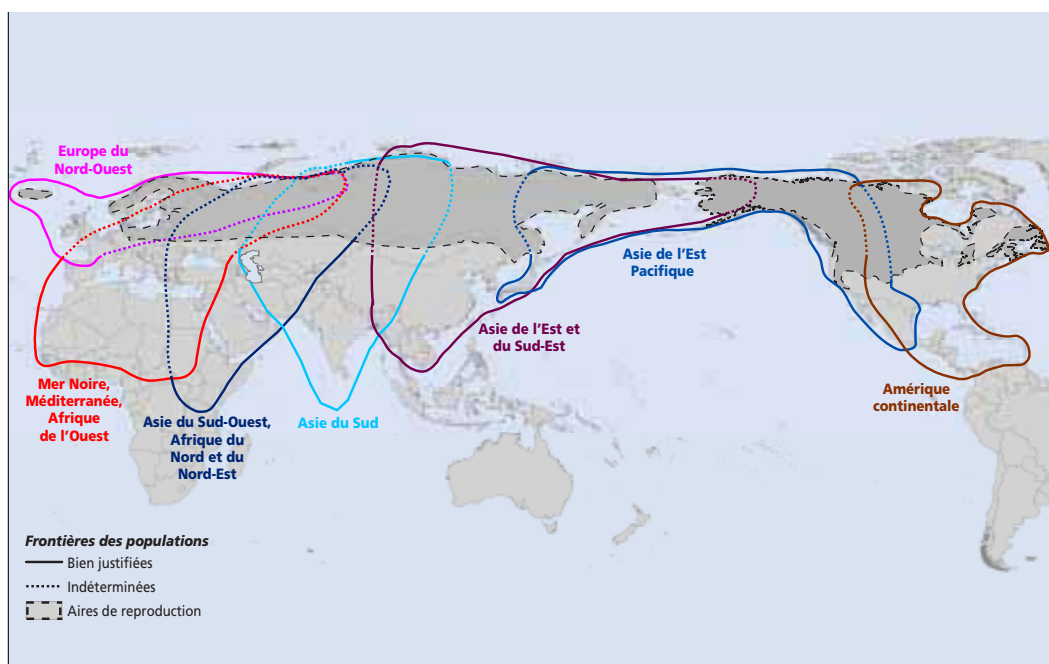 Europe du
Nord-Ouest
Asie de l'Est
Pacifique
Asie de l'Est et
du Sud-Est
Mer Noire,
Méditerranée,
Afrique
de l'Ouest
Asie du Sud-Ouest,
Afrique du
Nord et du
Nord-Est
Asie du Sud
Amérique
continentale
Frontières des populations
Bien justifiées
Indéterminées
Aires de reproduction